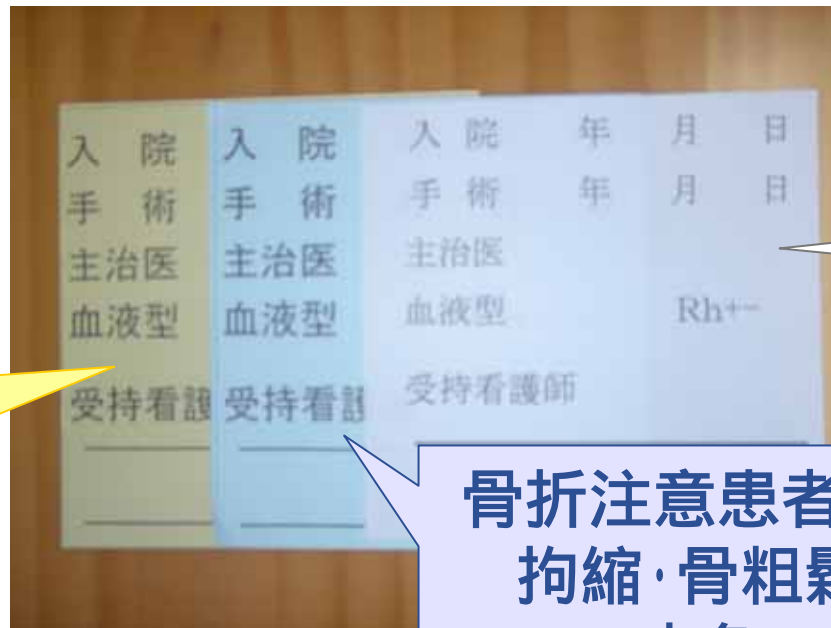 入 院
手 術
主治医
血液型
受持看護
入 院
手 術
主治医
血液型
受持看護
入 院 年 月 日
手 術 年 月 日
主治医
血液型 Rh+-
受持看護師
骨折注意患者
拘縮・骨粗鬆